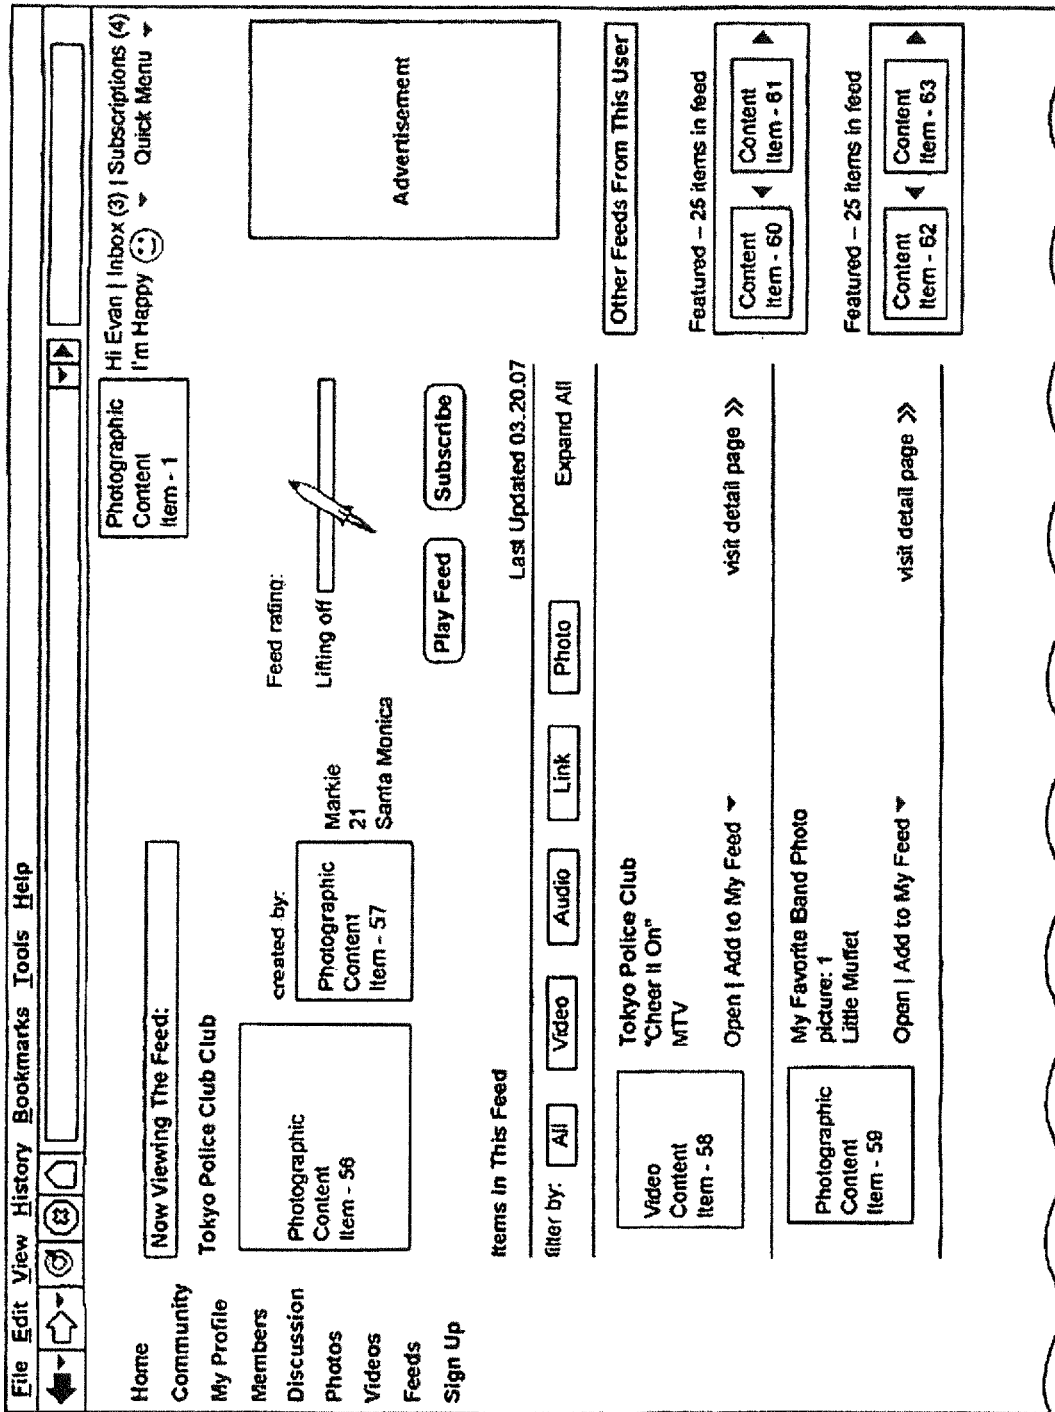 File Edit View History Bookmarks Tools Help
Photographic
Content
Item - 1
Hi Evan | Inbox (3) | Subscriptions (4)
I'm Happy Quick Menu
Home
Community
My Profile
Members
Discussion
Photos
Videos
Feeds
Sign Up
Now Viewing The Feed:
Tokyo Police Club Club
Photographic
Content
Item - 56
created by:
Photographic
Content
Item - 57
Markie
21
Santa Monica
Feed rating:
Lifting off
Play Feed Subscribe
Advertisement
Items In This Feed
Last Updated 03.20.07
filter by: All Video Audio Link Photo Expand All
Video
Content
Item - 58
Tokyo Police Club
"Cheer It On"
MTV
Open | Add to My Feed
visit detail page >>
Photographic
Content
Item - 59
My Favorite Band Photo
picture: 1
Little Muffet
Open | Add to My Feed
visit detail page >>
Other Feeds From This User
Featured – 25 items in feed
Content
Item - 60
Content
Item - 61
Featured – 25 items in feed
Content
Item - 62
Content
Item - 63